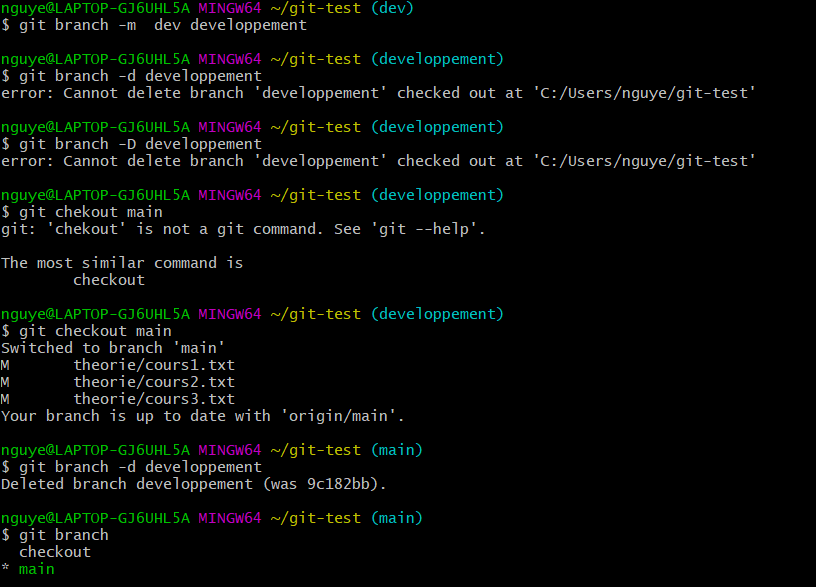 nguye@LAPTOP-GJ6UHL5A MINGW64 ~/git-test (dev)
$ git branch -m  dev developpement
nguye@LAPTOP-GJ6UHL5A MINGW64 ~/git-test (developpement)
$ git branch -d developpement
error: Cannot delete branch 'developpement' checked out at 'C:/Users/nguye/git-test'
nguye@LAPTOP-GJ6UHL5A MINGW64 ~/git-test (developpement)
$ git branch -D developpement
error: Cannot delete branch 'developpement' checked out at 'C:/Users/nguye/git-test'
nguye@LAPTOP-GJ6UHL5A MINGW64 ~/git-test (developpement)
$ git chekout main
git: 'chekout' is not a git command. See 'git --help'.
The most similar command is
        checkout
nguye@LAPTOP-GJ6UHL5A MINGW64 ~/git-test (developpement)
$ git checkout main
Switched to branch 'main'
M       theorie/cours1.txt
M       theorie/cours2.txt
M       theorie/cours3.txt
Your branch is up to date with 'origin/main'.
nguye@LAPTOP-GJ6UHL5A MINGW64 ~/git-test (main)
$ git branch -d developpement
Deleted branch developpement (was 9c182bb).
nguye@LAPTOP-GJ6UHL5A MINGW64 ~/git-test (main)
$ git branch
  checkout
* main